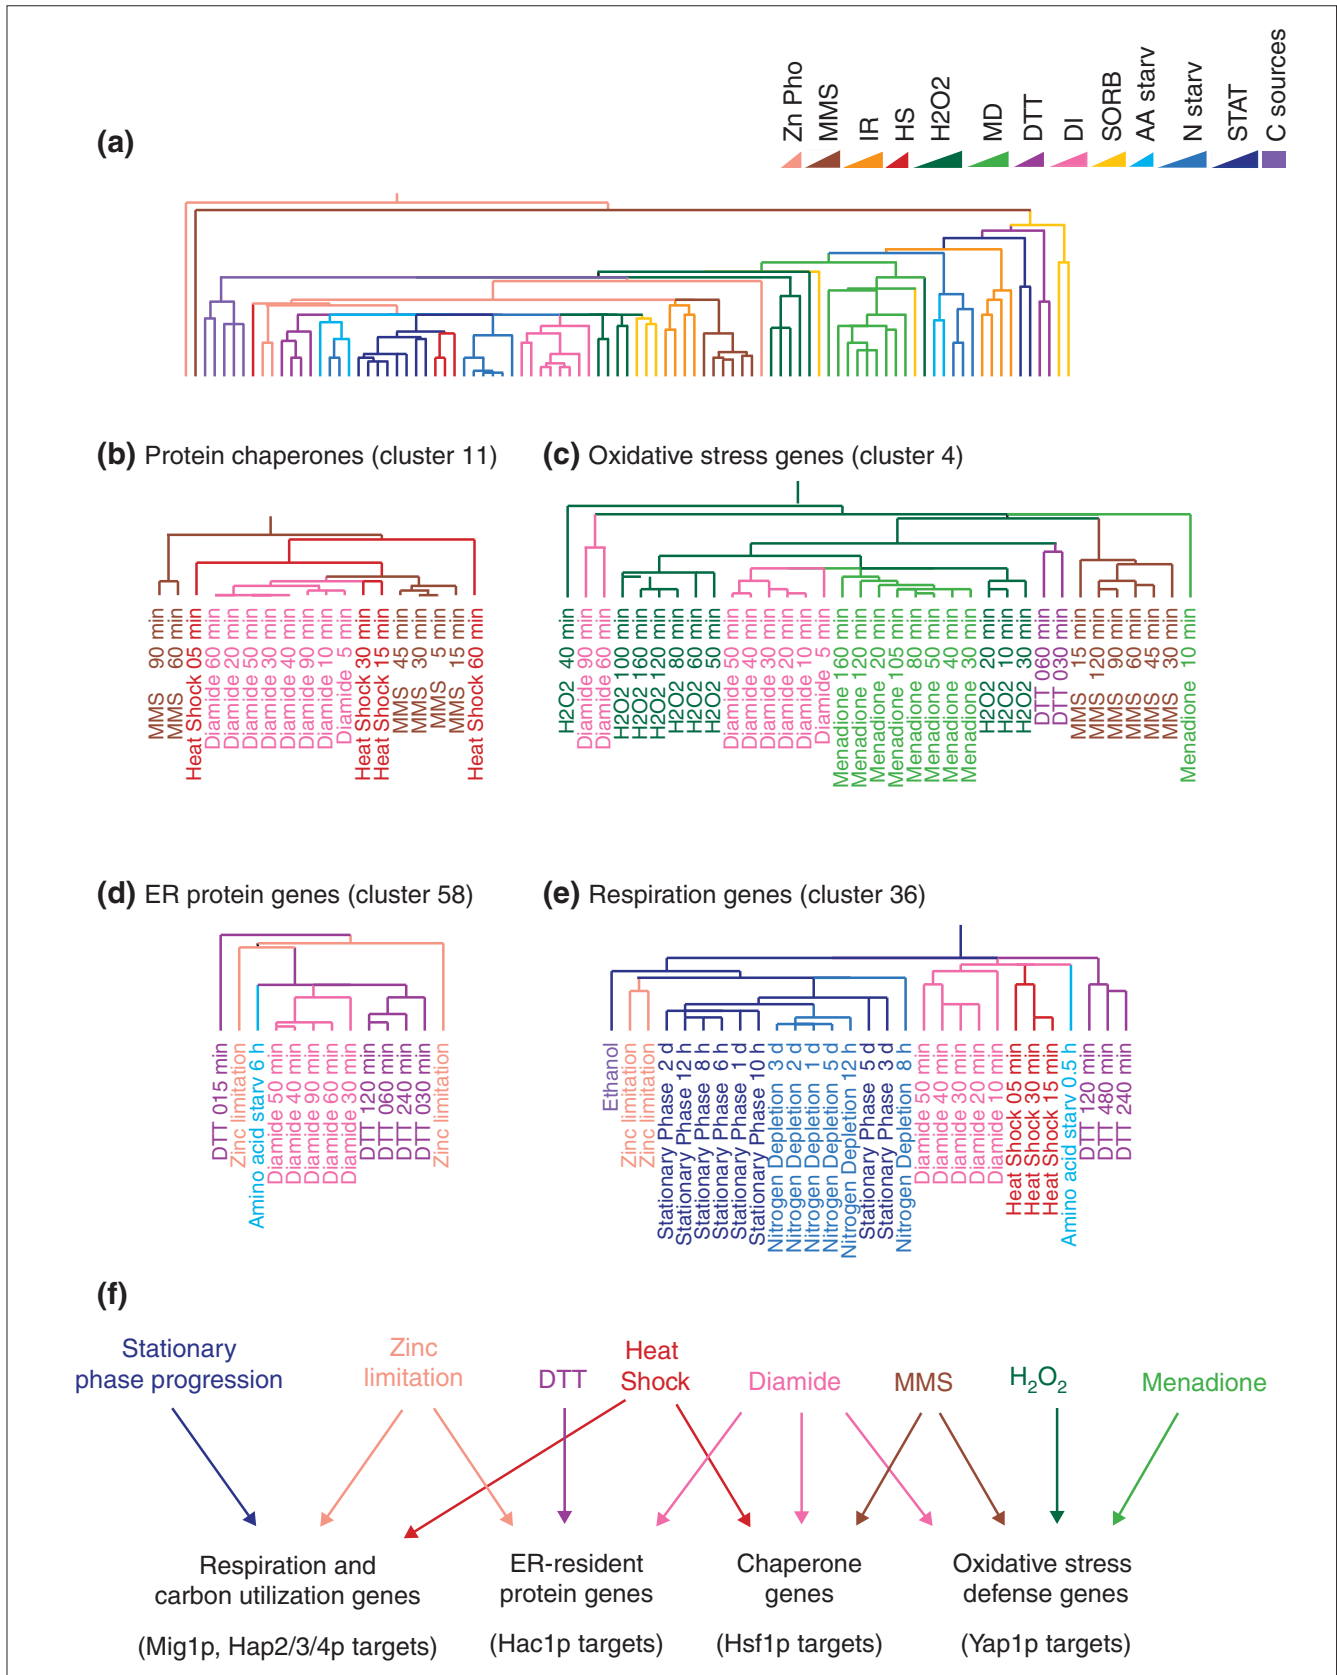 (a)
Zn Pho
MMS
IR
HS
H2O2
MD
DTT
DI
SORB
AA starv
N starv
STAT
C sources
(b) Protein chaperones (cluster 11)
MMS 90 min
MMS 60 min
Heat Shock 05 min
Diamide 60 min
Diamide 20 min
Diamide 50 min
Diamide 30 min
Diamide 40 min
Diamide 90 min
Diamide 10 min
Diamide 5 min
Heat Shock 30 min
Heat Shock 15 min
MMS 45 min
MMS 30 min
MMS 5 min
MMS 15 min
Heat Shock 60 min
(c) Oxidative stress genes (cluster 4)
H2O2 40 min
Diamide 90 min
Diamide 60 min
H2O2 100 min
H2O2 160 min
H2O2 120 min
H2O2 80 min
H2O2 60 min
H2O2 50 min
Diamide 50 min
Diamide 40 min
Diamide 30 min
Diamide 20 min
Diamide 10 min
Diamide 5 min
Menadione 160 min
Menadione 120 min
Menadione 20 min
Menadione 105 min
Menadione 80 min
Menadione 50 min
Menadione 40 min
Menadione 30 min
H2O2 20 min
H2O2 10 min
H2O2 30 min
DTT 060 min
DTT 030 min
MMS 15 min
MMS 120 min
MMS 90 min
MMS 60 min
MMS 45 min
MMS 30 min
Menadione 10 min
(d) ER protein genes (cluster 58)
DTT 015 min
Zinc limitation
Amino acid starv 6 h
Diamide 50 min
Diamide 40 min
Diamide 90 min
Diamide 60 min
Diamide 30 min
DTT 120 min
DTT 060 min
DTT 240 min
DTT 030 min
Zinc limitation
(e) Respiration genes (cluster 36)
Ethanol
Zinc limitation
Zinc limitation
Stationary Phase 2 d
Stationary Phase 12 h
Stationary Phase 8 h
Stationary Phase 6 h
Stationary Phase 1 d
Stationary Phase 10 h
Nitrogen Depletion 3 d
Nitrogen Depletion 2 d
Nitrogen Depletion 1 d
Nitrogen Depletion 5 d
Nitrogen Depletion 12 h
Stationary Phase 5 d
Stationary Phase 3 d
Nitrogen Depletion 8 h
Diamide 50 min
Diamide 40 min
Diamide 30 min
Diamide 20 min
Diamide 10 min
Heat Shock 05 min
Heat Shock 30 min
Heat Shock 15 min
Amino acid starv 0.5 h
DTT 120 min
DTT 480 min
DTT 240 min
(f)
Stationary
phase progression
Zinc
limitation
DTT
Heat
Shock
Diamide
MMS
H₂O₂
Menadione
Respiration and
carbon utilization genes
(Mig1p, Hap2/3/4p targets)
ER-resident
protein genes
(Hac1p targets)
Chaperone
genes
(Hsf1p targets)
Oxidative stress
defense genes
(Yap1p targets)